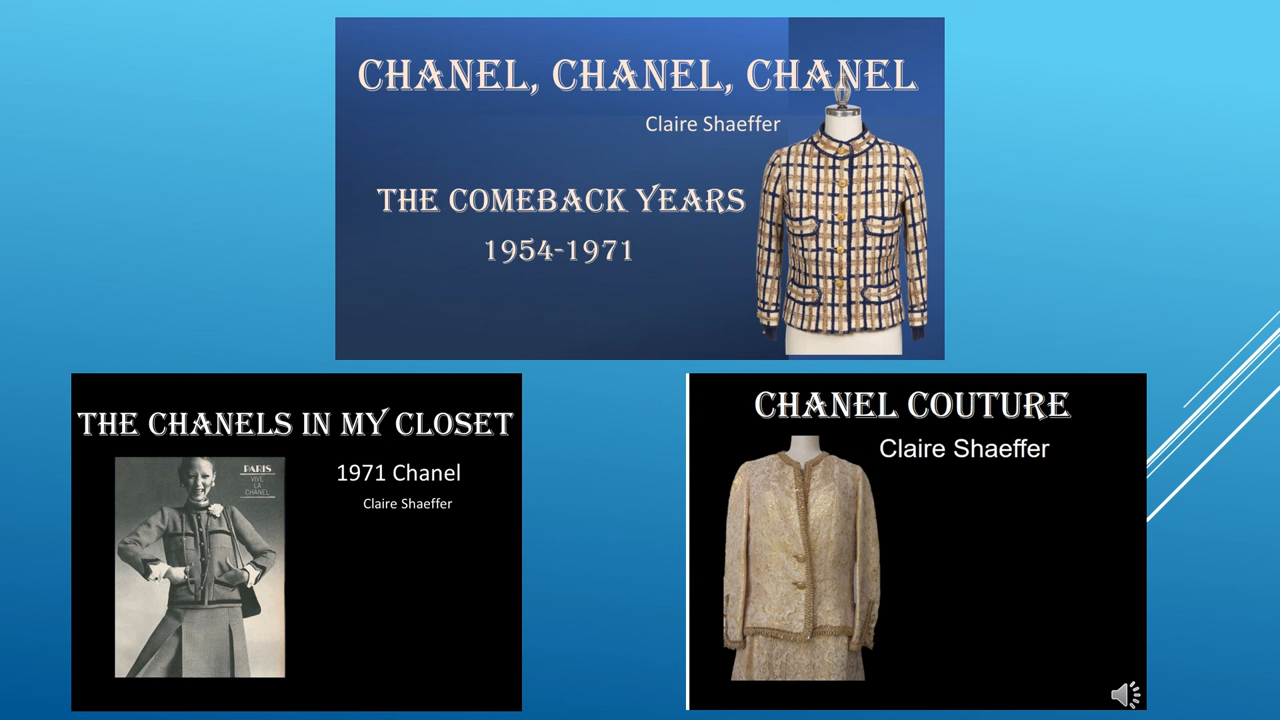 CHANEL, CHANEL, CHANEL
Claire Shaeffer
THE COMEBACK YEARS
1954-1971
THE CHANELS IN MY CLOSET
PARIS
VIVE
LA
CHANEL
1971 Chanel
Claire Shaeffer
CHANEL COUTURE
Claire Shaeffer